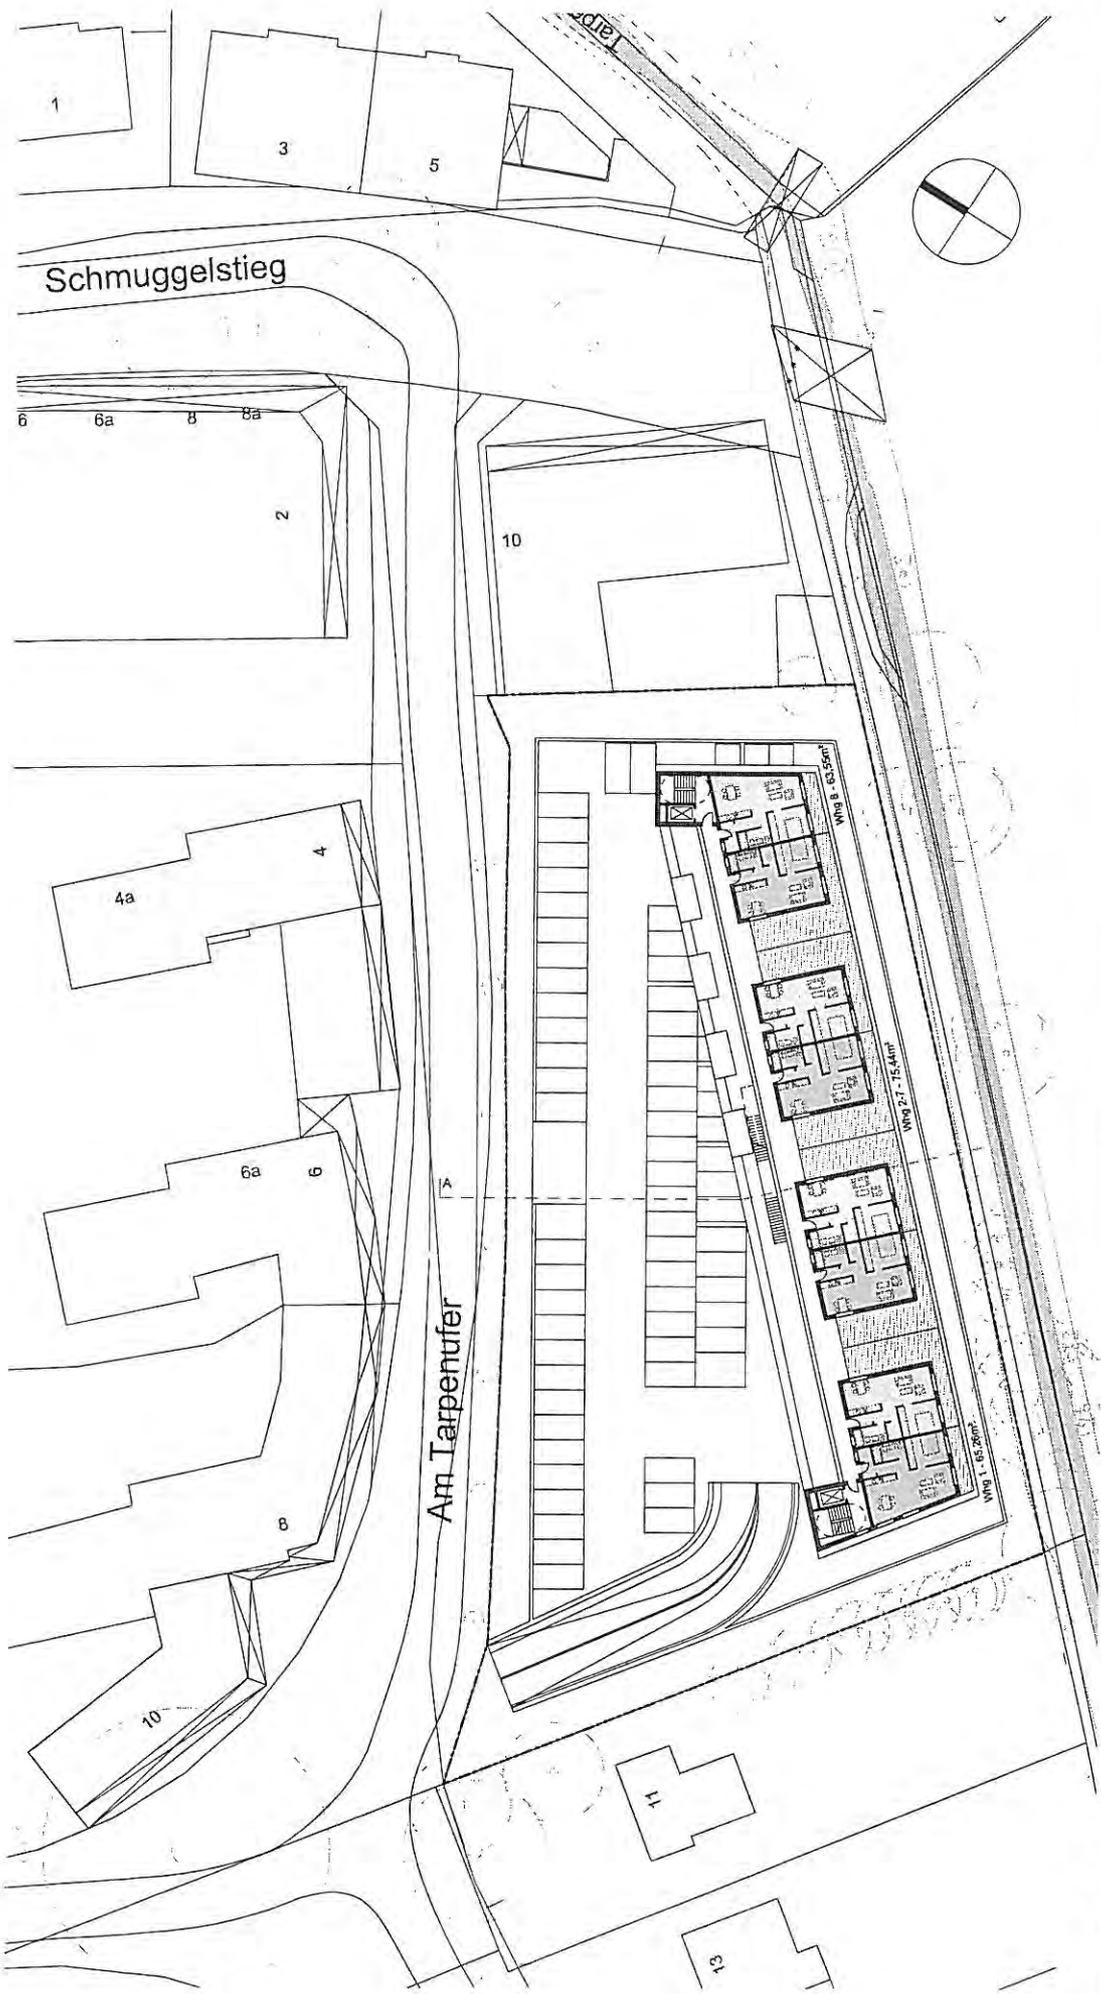 Tarpe
1
3
5
Schmuggelstieg
6
6a
8
8a
2
10
Whg 8 - 63,55m²
4
4a
Whg 2-7 - 75,44m²
6a
6
A
Am Tarpenufer
Whg 1 - 65,26m²
8
10
11
13